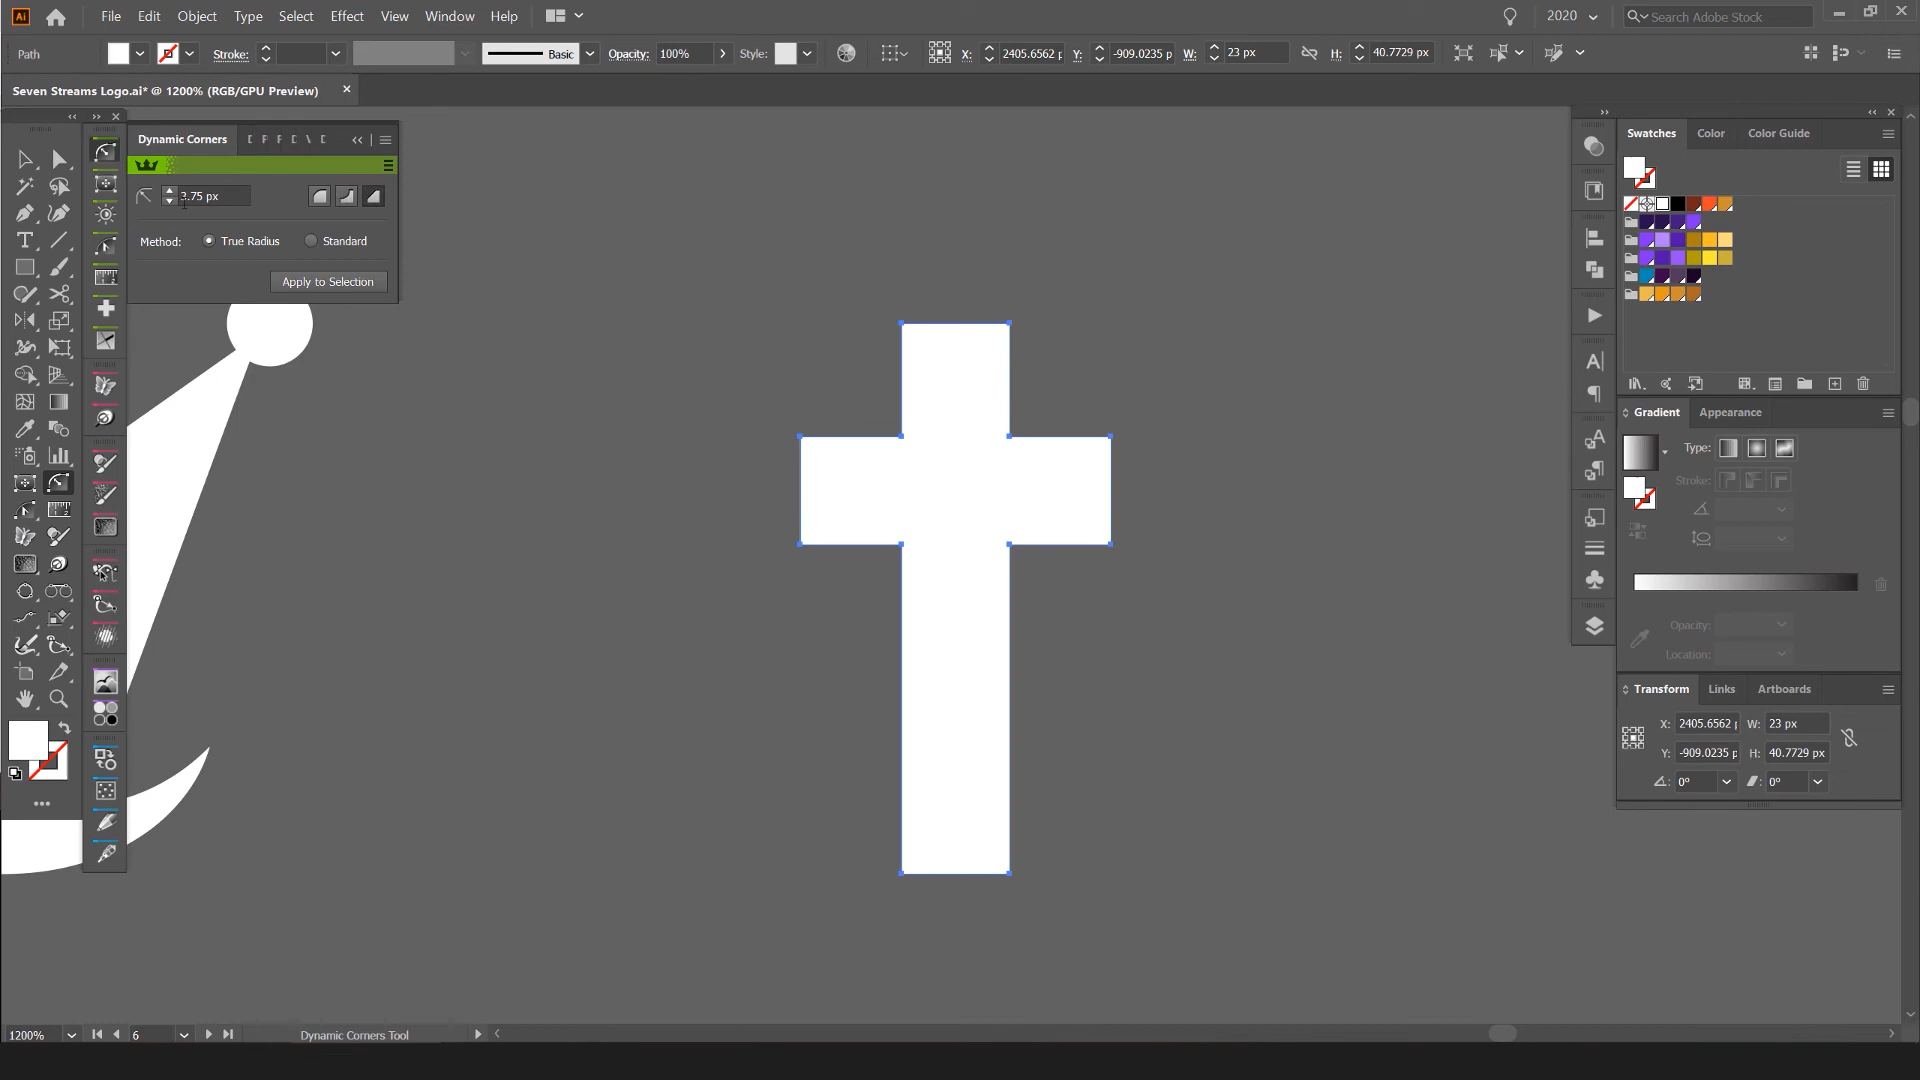 Ai File Edit Object Type Select Effect View Window Help 2020 Search Adobe Stock
Path Stroke: Basic Opacity: 100% Style: X: 2405.6562 p Y: -909.0235 p W: 23 px H: 40.7729 px
Seven Streams Logo.ai* @ 1200% (RGB/GPU Preview)
Dynamic Corners
3.75 px
Method: True Radius Standard
Apply to Selection
Swatches Color Color Guide
Gradient Appearance
Type:
Stroke:
Opacity:
Location:
Transform Links Artboards
X: 2405.6562 p W: 23 px
Y: -909.0235 p H: 40.7729 px
0° 0°
1200% 6 Dynamic Corners Tool